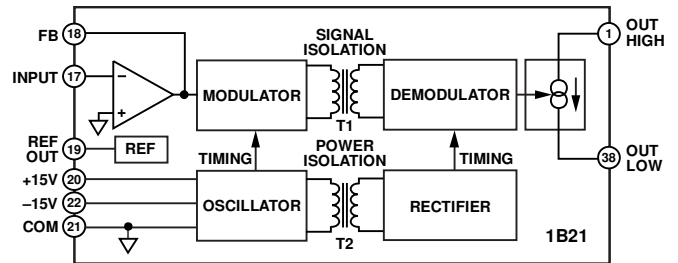 FB 18
SIGNAL
ISOLATION
1 OUT
HIGH
INPUT 17
–
+
MODULATOR
DEMODULATOR
T1
REF
OUT 19
REF
TIMING
POWER
ISOLATION
TIMING
38 OUT
LOW
+15V 20
–15V 22
COM 21
OSCILLATOR
RECTIFIER
T2
1B21